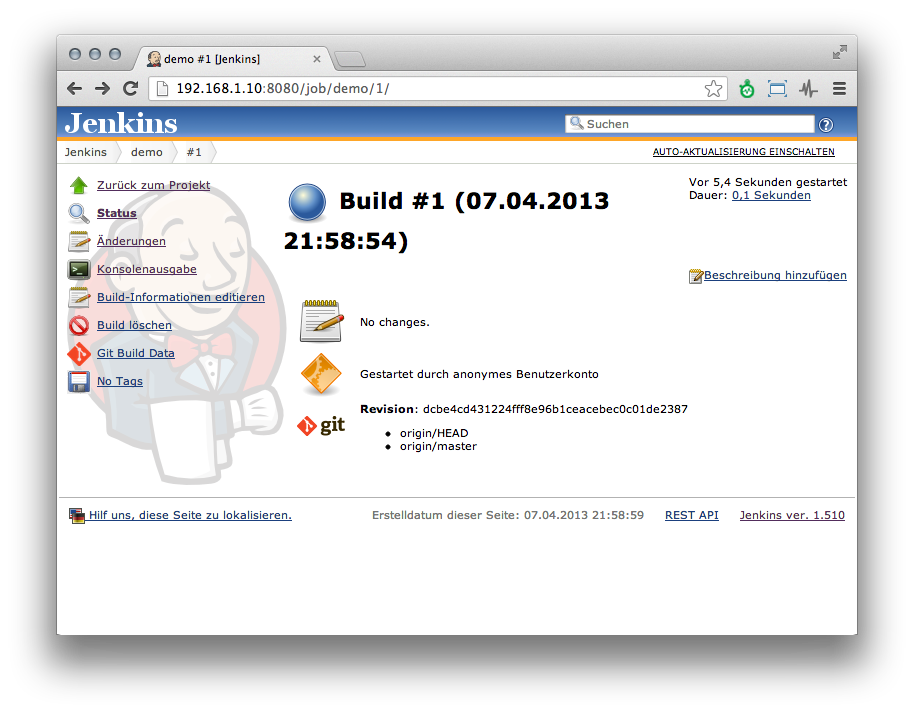 demo #1 [Jenkins]
192.168.1.10:8080/job/demo/1/
Jenkins
Suchen
Jenkins demo #1
AUTO-AKTUALISIERUNG EINSCHALTEN
Zurück zum Projekt
Status
Änderungen
Konsolenausgabe
Build-Informationen editieren
Build löschen
Git Build Data
No Tags
Build #1 (07.04.2013
21:58:54)
Vor 5,4 Sekunden gestartet
Dauer: 0,1 Sekunden
Beschreibung hinzufügen
No changes.
Gestartet durch anonymes Benutzerkonto
git
Revision: dcbe4cd431224fff8e96b1ceacebec0c01de2387
origin/HEAD
origin/master
Hilf uns, diese Seite zu lokalisieren.
Erstelldatum dieser Seite: 07.04.2013 21:58:59
REST API
Jenkins ver. 1.510